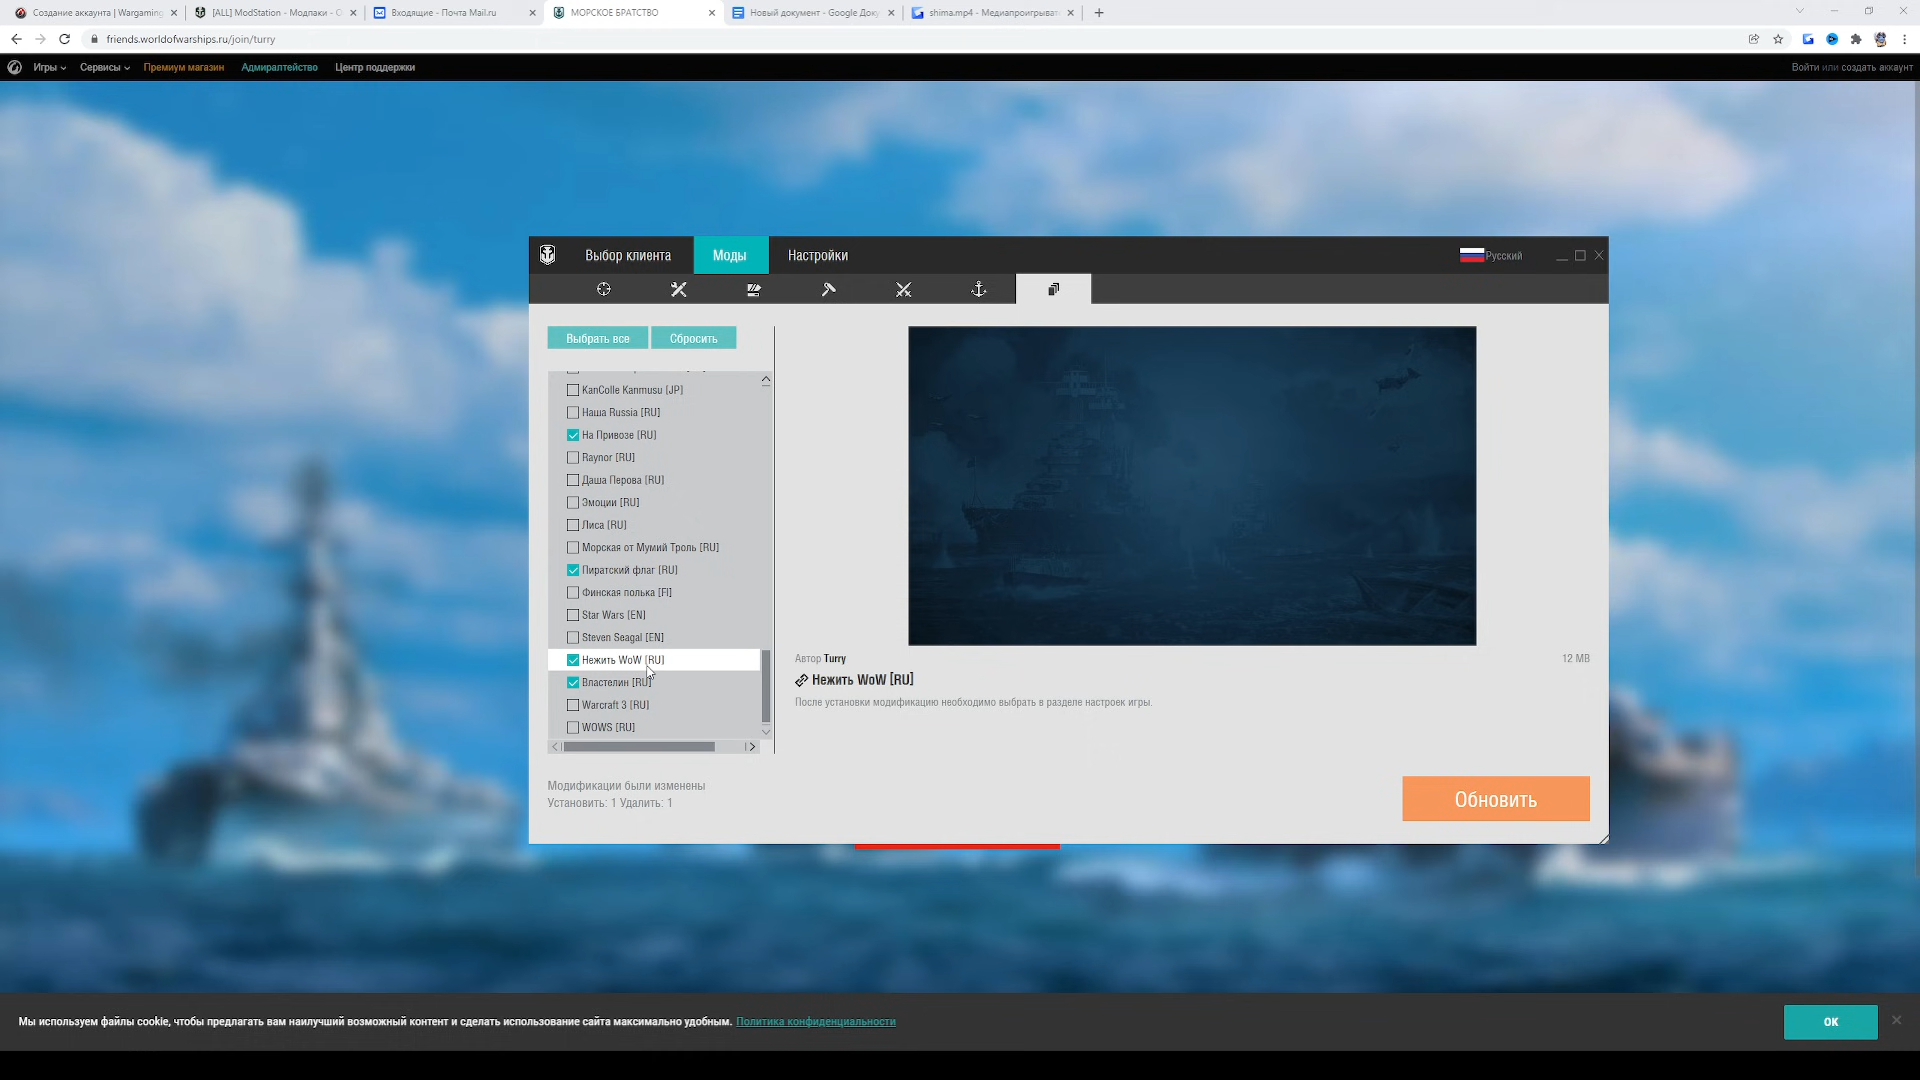 Создание аккаунта | Wargaming
[ALL] ModStation - Модпаки - О
Входящие - Почта Mail.ru
МОРСКОЕ БРАТСТВО
Новый документ - Google Доку
shima.mp4 - Медиапроигрыват
friends.worldofwarships.ru/join/turry
Игры
Сервисы
Премиум магазин
Адмиралтейство
Центр поддержки
Войти или создать аккаунт
Выбор клиента
Моды
Настройки
Русский
Выбрать все
Сбросить
KanColle Kanmusu [JP]
Наша Russia [RU]
На Привозе [RU]
Raynor [RU]
Даша Перова [RU]
Эмоции [RU]
Лиса [RU]
Морская от Мумий Троль [RU]
Пиратский флаг [RU]
Финская полька [FI]
Star Wars [EN]
Steven Seagal [EN]
Нежить WoW [RU]
Властелин [RU]
Warcraft 3 [RU]
WOWS [RU]
Автор Turry
12 MB
Нежить WoW [RU]
После установки модификацию необходимо выбрать в разделе настроек игры.
Модификации были изменены
Установить: 1 Удалить: 1
Обновить
Мы используем файлы cookie, чтобы предлагать вам наилучший возможный контент и сделать использование сайта максимально удобным. Политика конфиденциальности
ОК